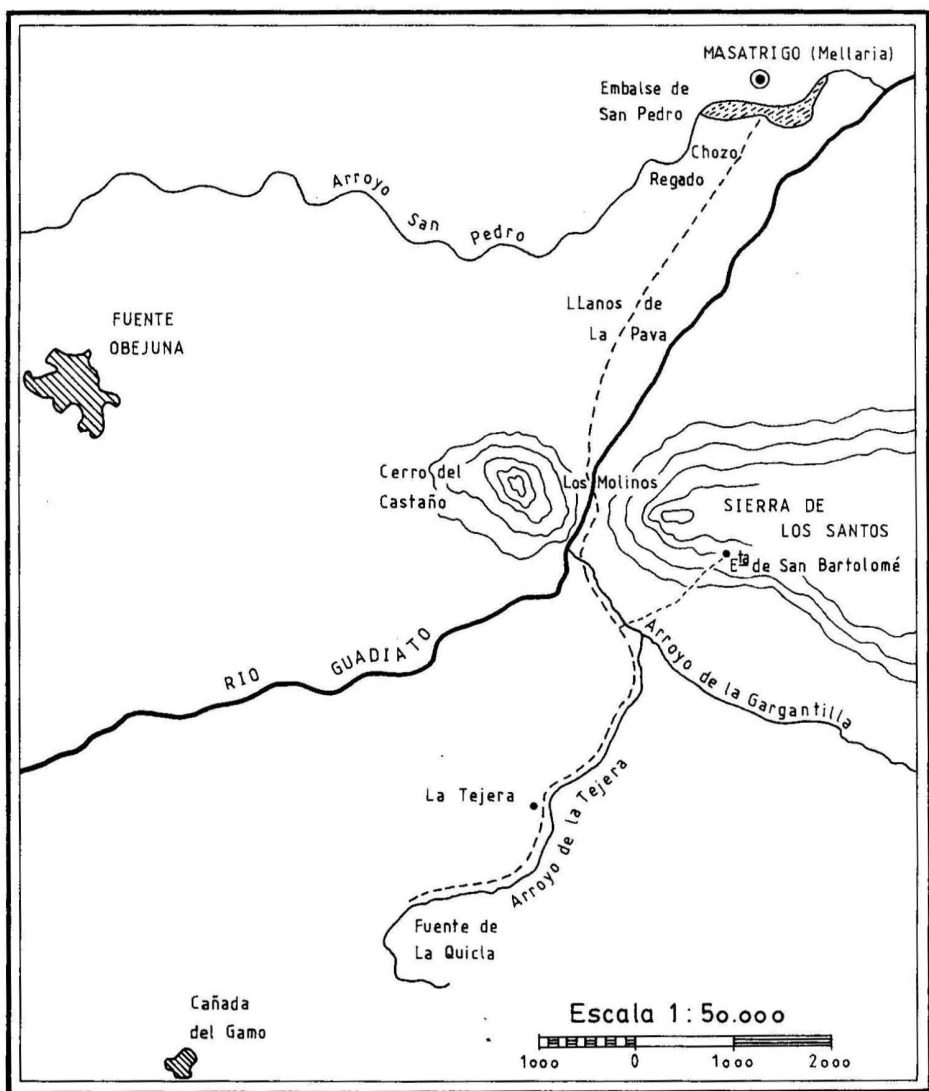 MASATRIGO (Mellaria)
Embalse de
San Pedro
Chozo
Regado
Arroyo
San Pedro
LLanos de
La Pava
FUENTE
OBEJUNA
Cerro del
Castaño
Los Molinos
SIERRA DE
LOS SANTOS
Eta de San Bartolomé
RIO GUADIATO
Arroyo de la Gargantilla
La Tejera
Arroyo de la Tejera
Fuente de
La Quicla
Cañada
del Gamo
Escala 1:50.000
1000 0 1000 2000